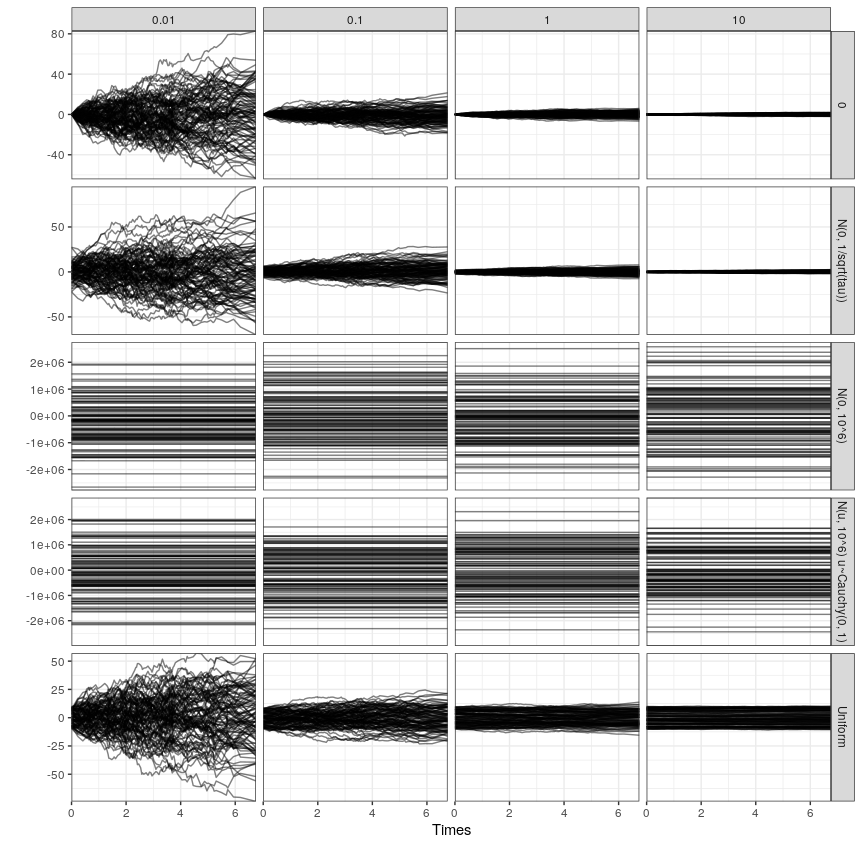 0.01 0.1 1 10
80
40
0
-40
0
50
0
-50
N(0, 1/sqrt(tau))
2e+06
1e+06
0e+00
-1e+06
-2e+06
N(0, 10^6)
2e+06
1e+06
0e+00
-1e+06
-2e+06
N(u, 10^6) u~Cauchy(0, 1)
50
25
0
-25
-50
Uniform
0 2 4 6 0 2 4 6 0 2 4 6 0 2 4 6
Times